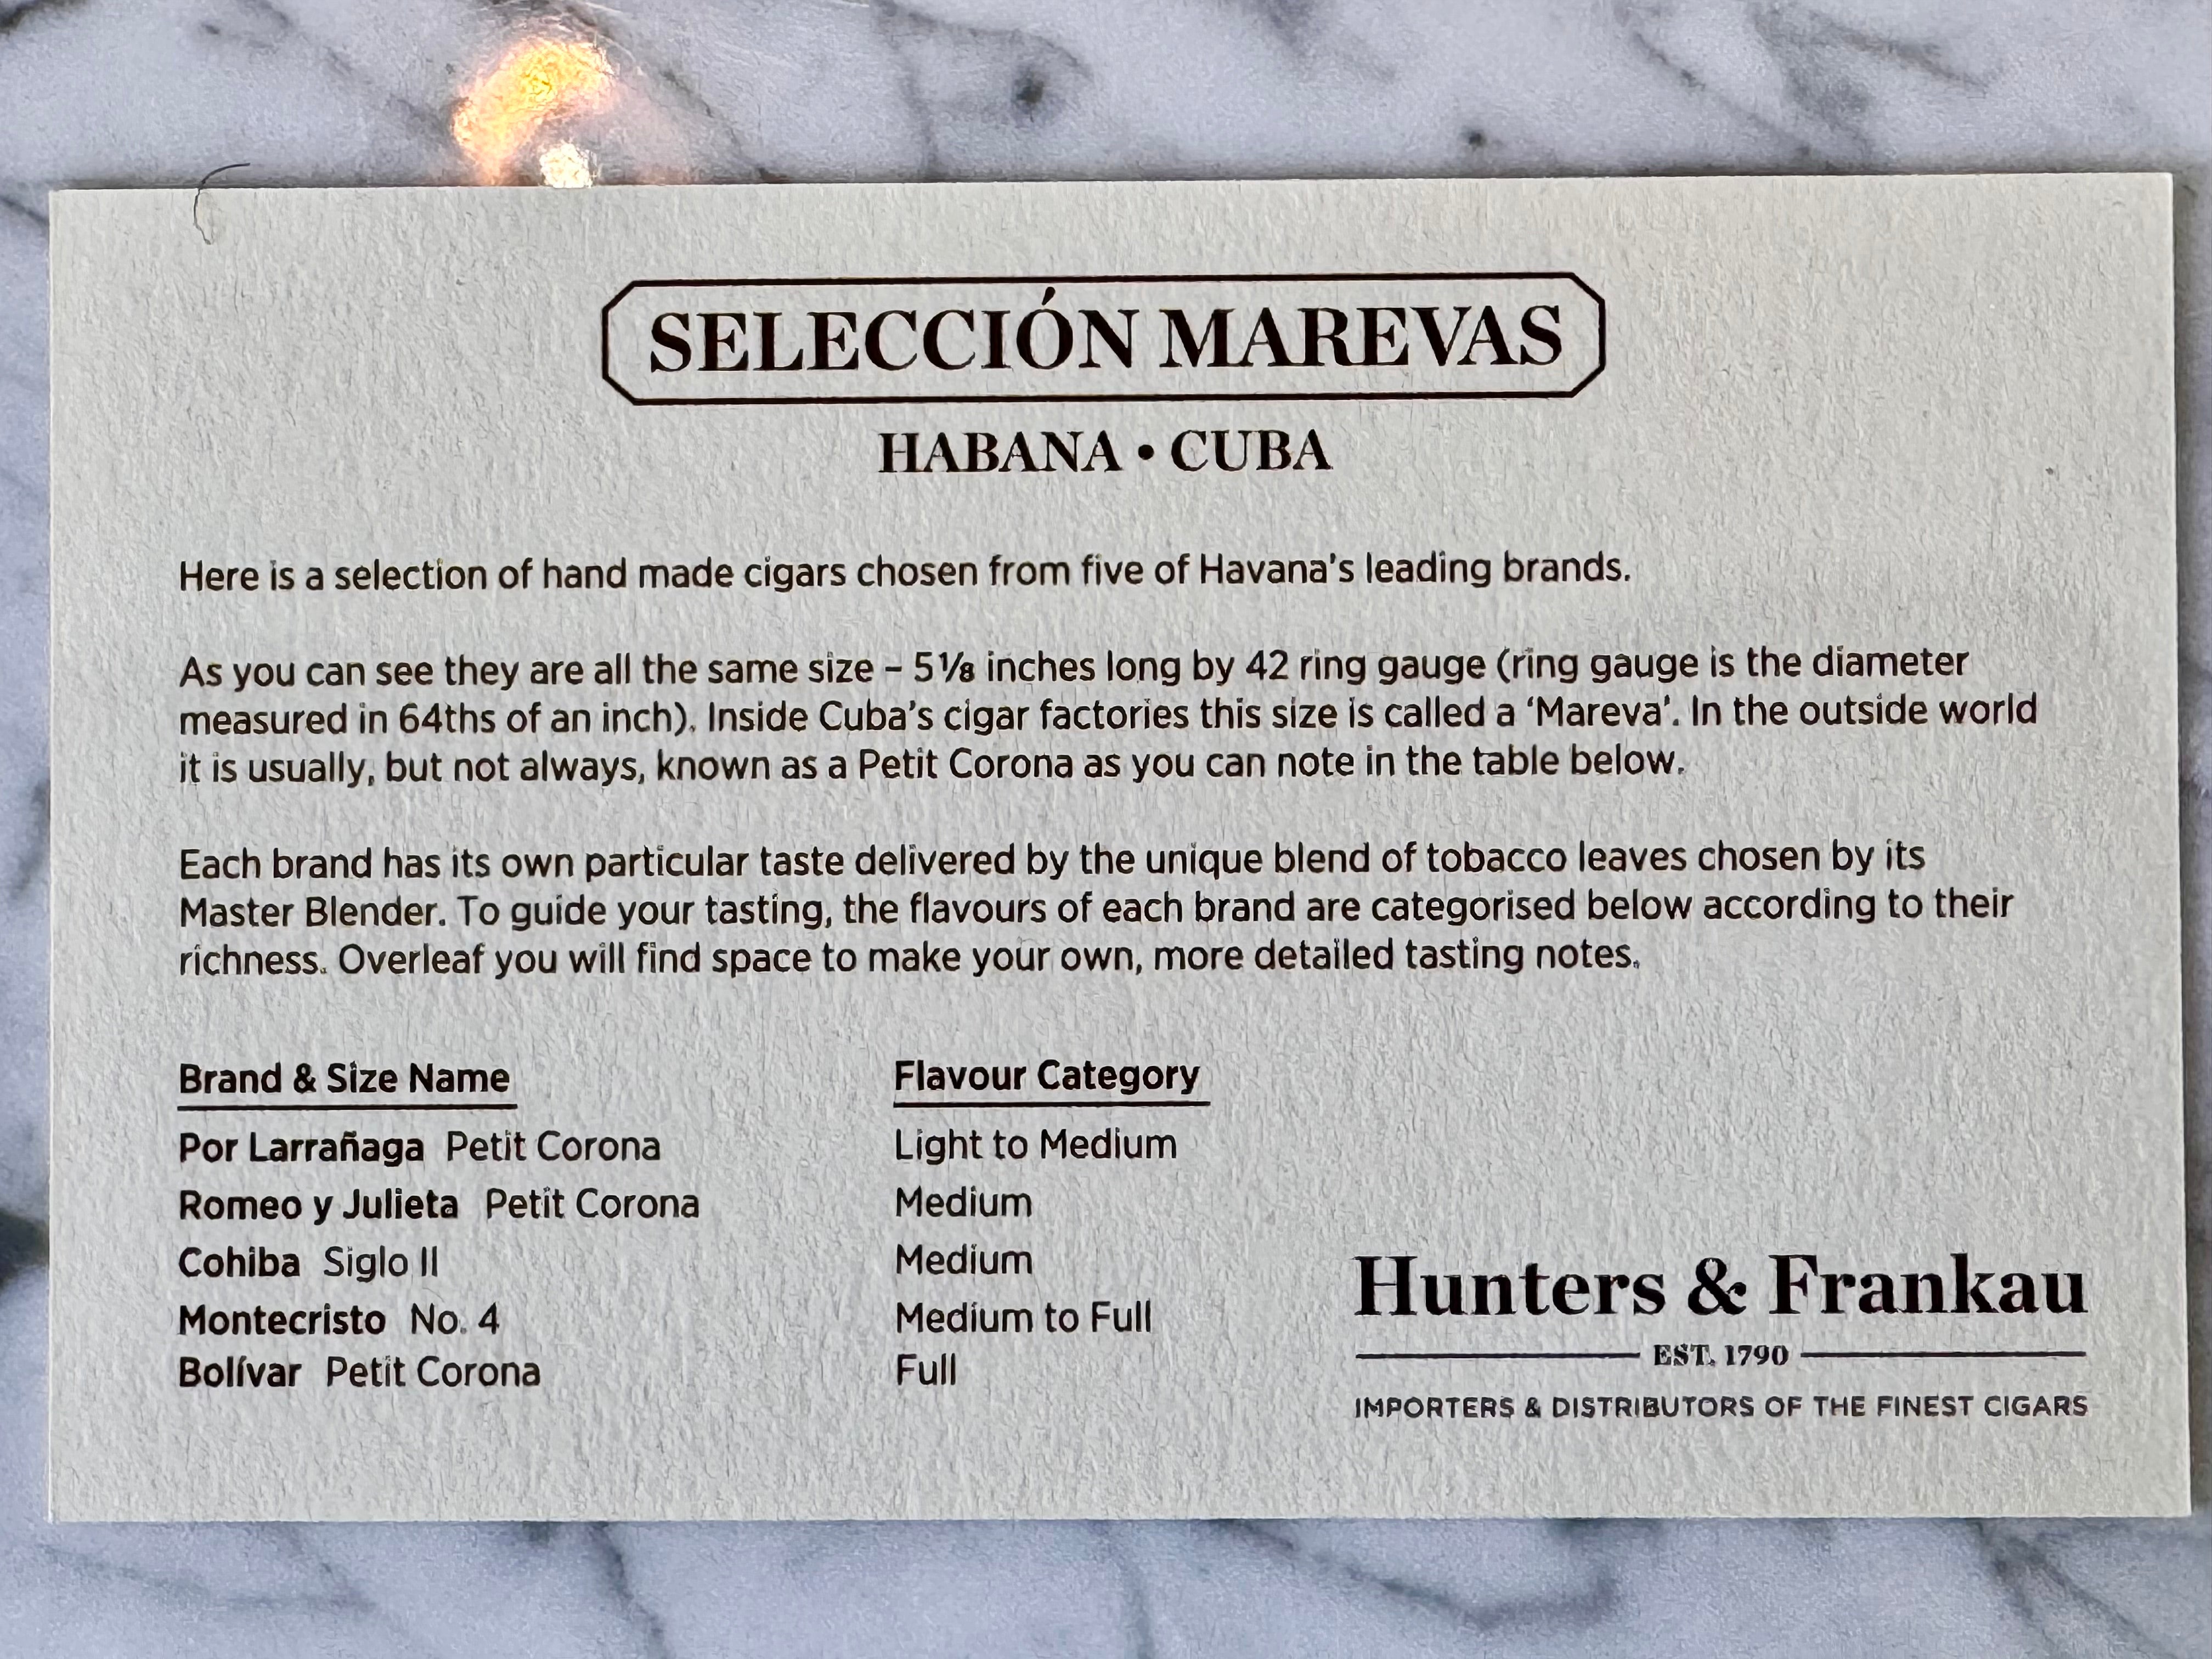 SELECCIÓN MAREVAS
HABANA • CUBA
Here is a selection of hand made cigars chosen from five of Havana's leading brands.
As you can see they are all the same size – 5⅛ inches long by 42 ring gauge (ring gauge is the diameter
measured in 64ths of an inch). Inside Cuba's cigar factories this size is called a 'Mareva'. In the outside world
it is usually, but not always, known as a Petit Corona as you can note in the table below.
Each brand has its own particular taste delivered by the unique blend of tobacco leaves chosen by its
Master Blender. To guide your tasting, the flavours of each brand are categorised below according to their
richness. Overleaf you will find space to make your own, more detailed tasting notes.
Brand & Size Name Flavour Category
Por Larrañaga Petit Corona Light to Medium
Romeo y Julieta Petit Corona Medium
Cohiba Siglo II Medium
Montecristo No. 4 Medium to Full
Bolívar Petit Corona Full
Hunters & Frankau
EST. 1790
IMPORTERS & DISTRIBUTORS OF THE FINEST CIGARS